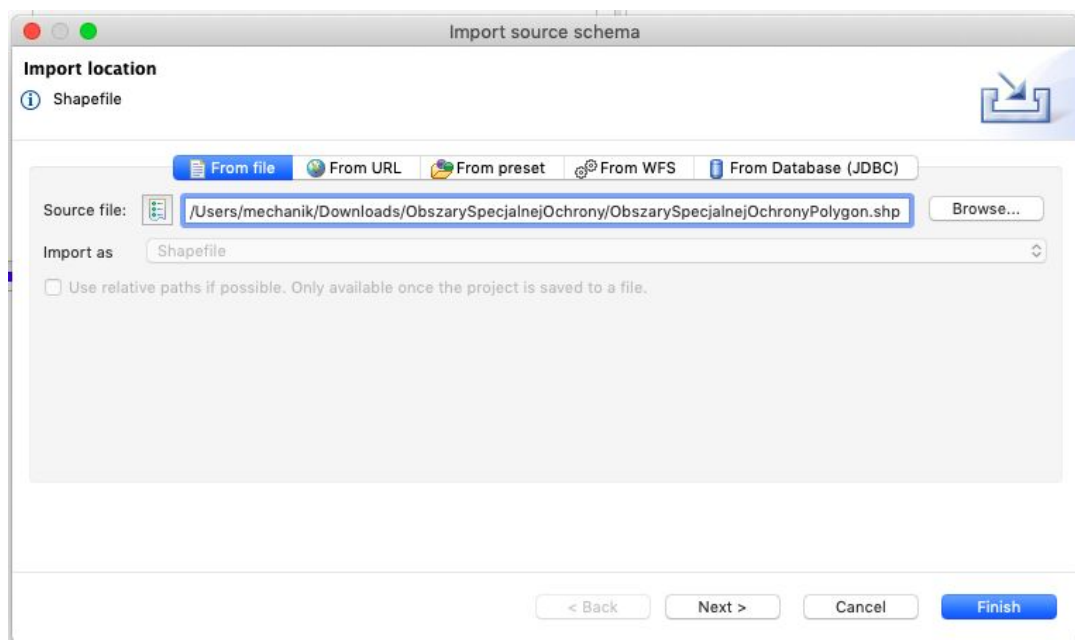 Import source schema
Import location
Shapefile
From file From URL From preset From WFS From Database (JDBC)
Source file: /Users/mechanik/Downloads/ObszarySpecjalnejOchrony/ObszarySpecjalnejOchronyPolygon.shp Browse...
Import as Shapefile
Use relative paths if possible. Only available once the project is saved to a file.
< Back Next > Cancel Finish